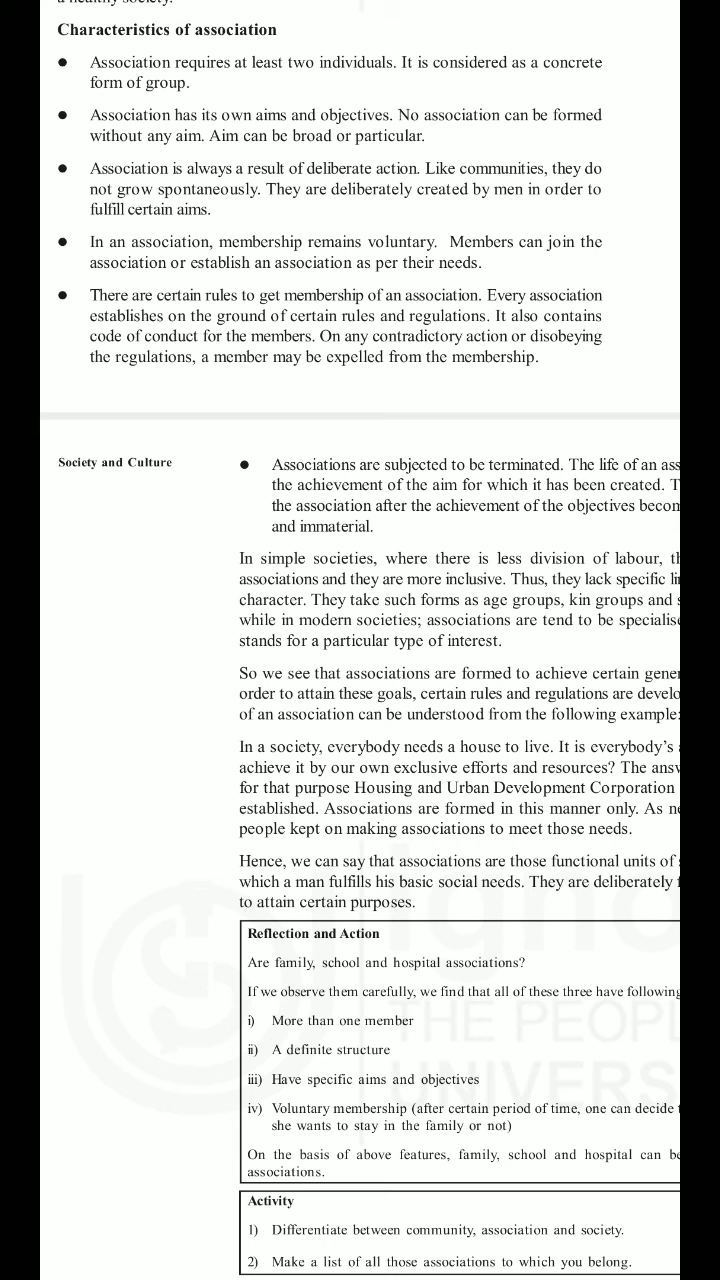 a healthy society.
Characteristics of association
● Association requires at least two individuals. It is considered as a concrete
form of group.
● Association has its own aims and objectives. No association can be formed
without any aim. Aim can be broad or particular.
● Association is always a result of deliberate action. Like communities, they do
not grow spontaneously. They are deliberately created by men in order to
fulfill certain aims.
● In an association, membership remains voluntary. Members can join the
association or establish an association as per their needs.
● There are certain rules to get membership of an association. Every association
establishes on the ground of certain rules and regulations. It also contains
code of conduct for the members. On any contradictory action or disobeying
the regulations, a member may be expelled from the membership.
Society and Culture
● Associations are subjected to be terminated. The life of an
the achievement of the aim for which it has been created.
the association after the achievement of the objectives
and immaterial.
In simple societies, where there is less division of labour,
associations and they are more inclusive. Thus, they lack specific
character. They take such forms as age groups, kin groups and
while in modern societies; associations are tend to be
stands for a particular type of interest.
So we see that associations are formed to achieve certain
order to attain these goals, certain rules and regulations are
of an association can be understood from the following example:
In a society, everybody needs a house to live. It is everybody's
achieve it by our own exclusive efforts and resources? The
for that purpose Housing and Urban Development Corporation
established. Associations are formed in this manner only. As
people kept on making associations to meet those needs.
Hence, we can say that associations are those functional units of
which a man fulfills his basic social needs. They are deliberately
to attain certain purposes.
Reflection and Action
Are family, school and hospital associations?
If we observe them carefully, we find that all of these three have following
i) More than one member
ii) A definite structure
iii) Have specific aims and objectives
iv) Voluntary membership (after certain period of time, one can decide
she wants to stay in the family or not)
On the basis of above features, family, school and hospital can
associations.
Activity
1) Differentiate between community, association and society.
2) Make a list of all those associations to which you belong.
THE